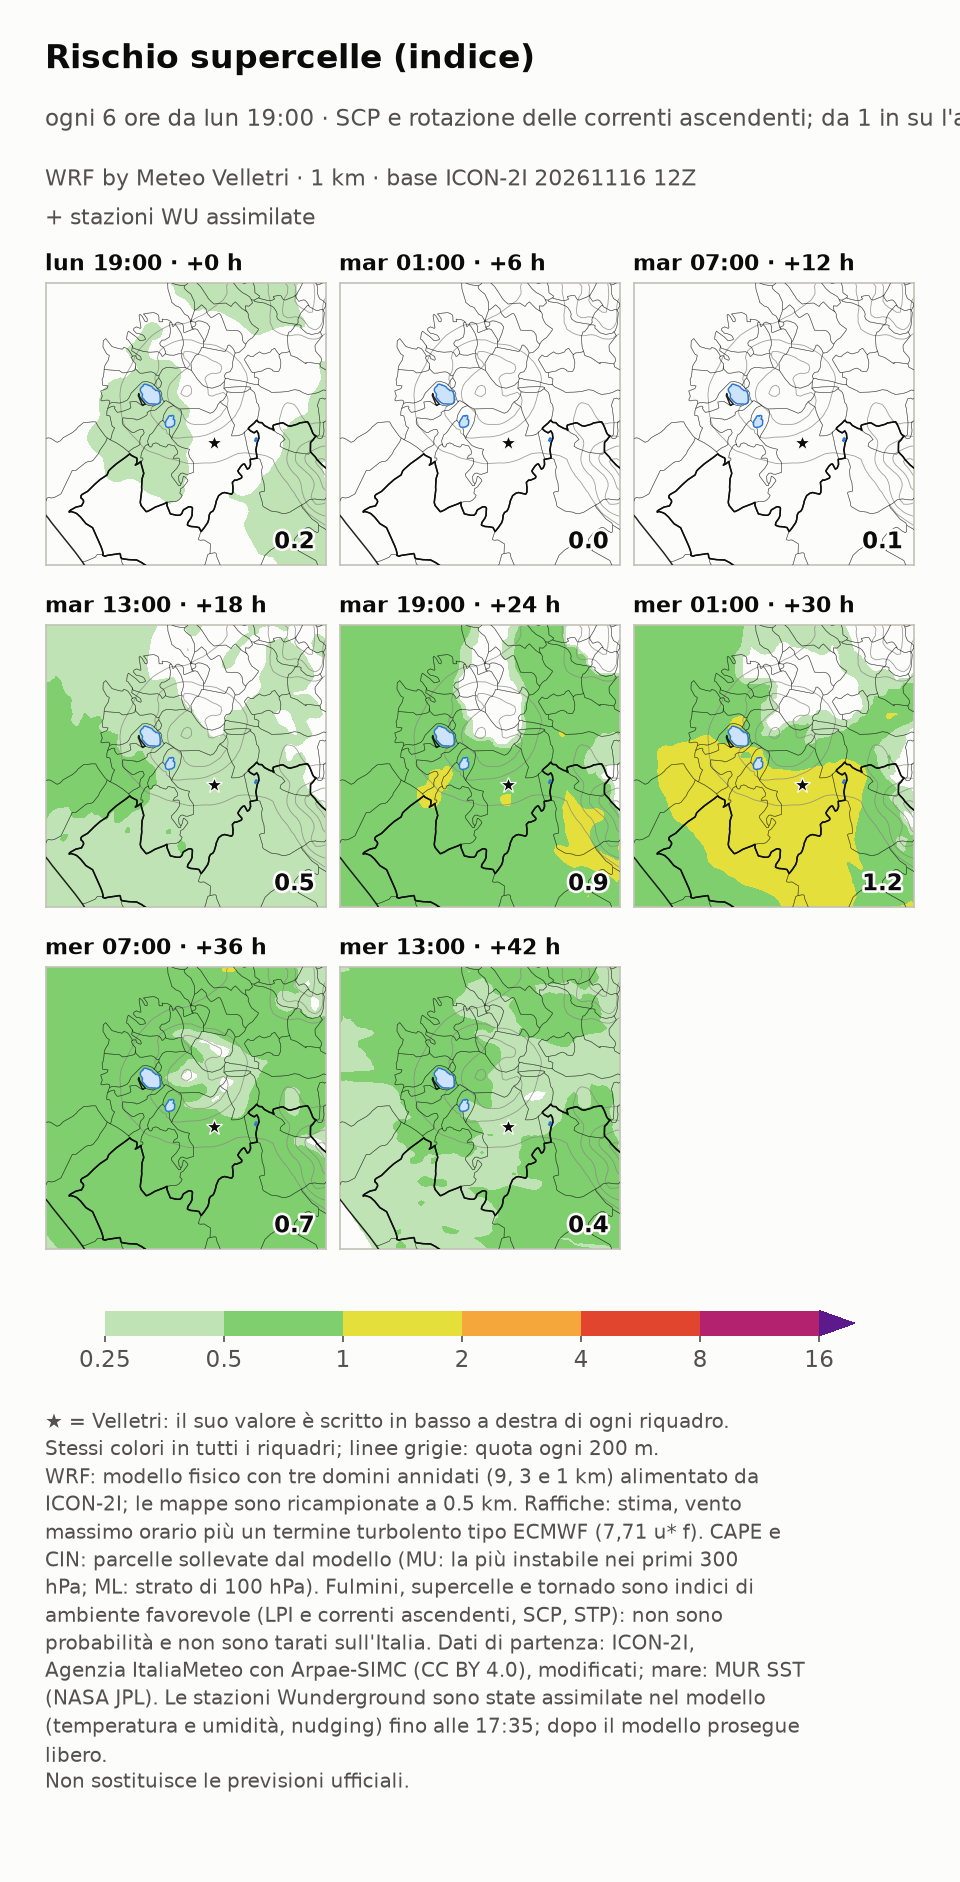 Rischio supercelle (indice)
ogni 6 ore da lun 19:00 · SCP e rotazione delle correnti ascendenti; da 1 in su l'a
WRF by Meteo Velletri · 1 km · base ICON-2I 20261116 12Z
+ stazioni WU assimilate
lun 19:00 · +0 h
mar 01:00 · +6 h
mar 07:00 · +12 h
0.2
0.0
0.1
mar 13:00 · +18 h
mar 19:00 · +24 h
mer 01:00 · +30 h
0.5
0.9
1.2
mer 07:00 · +36 h
mer 13:00 · +42 h
0.7
0.4
0.25
0.5
1
2
4
8
16
★ = Velletri: il suo valore è scritto in basso a destra di ogni riquadro.
Stessi colori in tutti i riquadri; linee grigie: quota ogni 200 m.
WRF: modello fisico con tre domini annidati (9, 3 e 1 km) alimentato da
ICON-2I; le mappe sono ricampionate a 0.5 km. Raffiche: stima, vento
massimo orario più un termine turbolento tipo ECMWF (7,71 u* f). CAPE e
CIN: parcelle sollevate dal modello (MU: la più instabile nei primi 300
hPa; ML: strato di 100 hPa). Fulmini, supercelle e tornado sono indici di
ambiente favorevole (LPI e correnti ascendenti, SCP, STP): non sono
probabilità e non sono tarati sull'Italia. Dati di partenza: ICON-2I,
Agenzia ItaliaMeteo con Arpae-SIMC (CC BY 4.0), modificati; mare: MUR SST
(NASA JPL). Le stazioni Wunderground sono state assimilate nel modello
(temperatura e umidità, nudging) fino alle 17:35; dopo il modello prosegue
libero.
Non sostituisce le previsioni ufficiali.